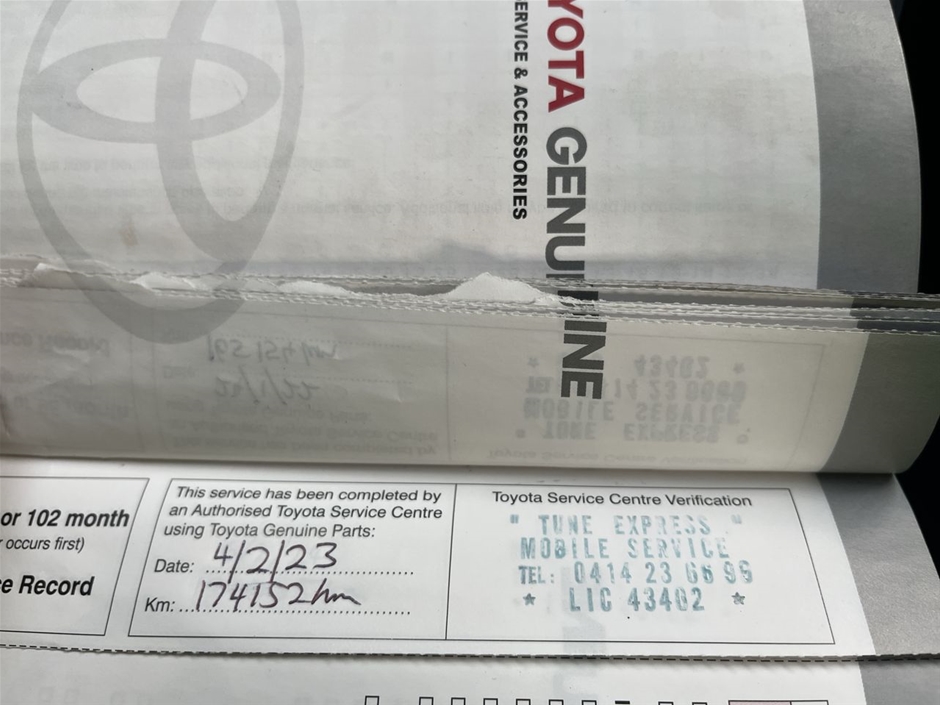 YOTA GENUINE
ERVICE & ACCESSORIES
or 102 month
occurs first)
e Record
This service has been completed by
an Authorised Toyota Service Centre
using Toyota Genuine Parts:
Date: 4/2/23
Km: 174152km
Toyota Service Centre Verification
" TUNE EXPRESS "
MOBILE SERVICE
TEL: 0414 23 66 99
* LIC 43402 *